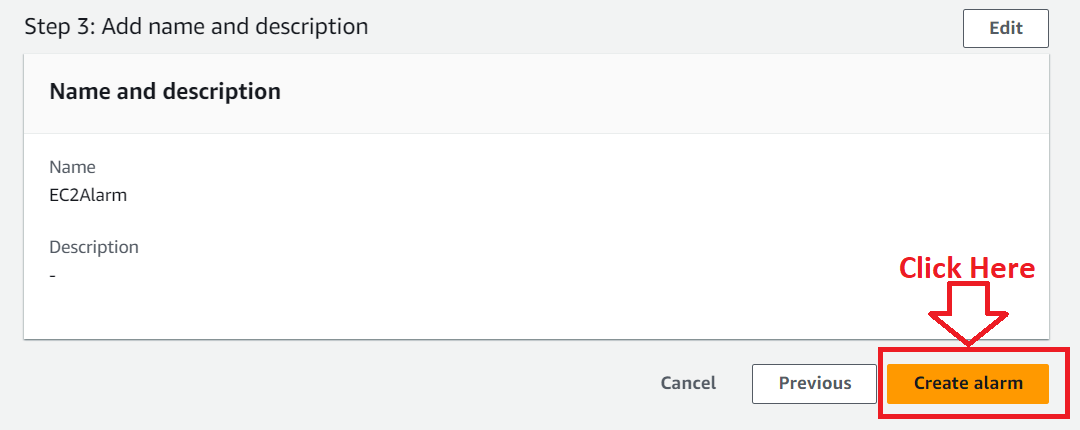 Step 3: Add name and description
Edit
Name and description
Name
EC2Alarm
Description
-
Click Here
Cancel
Previous
Create alarm